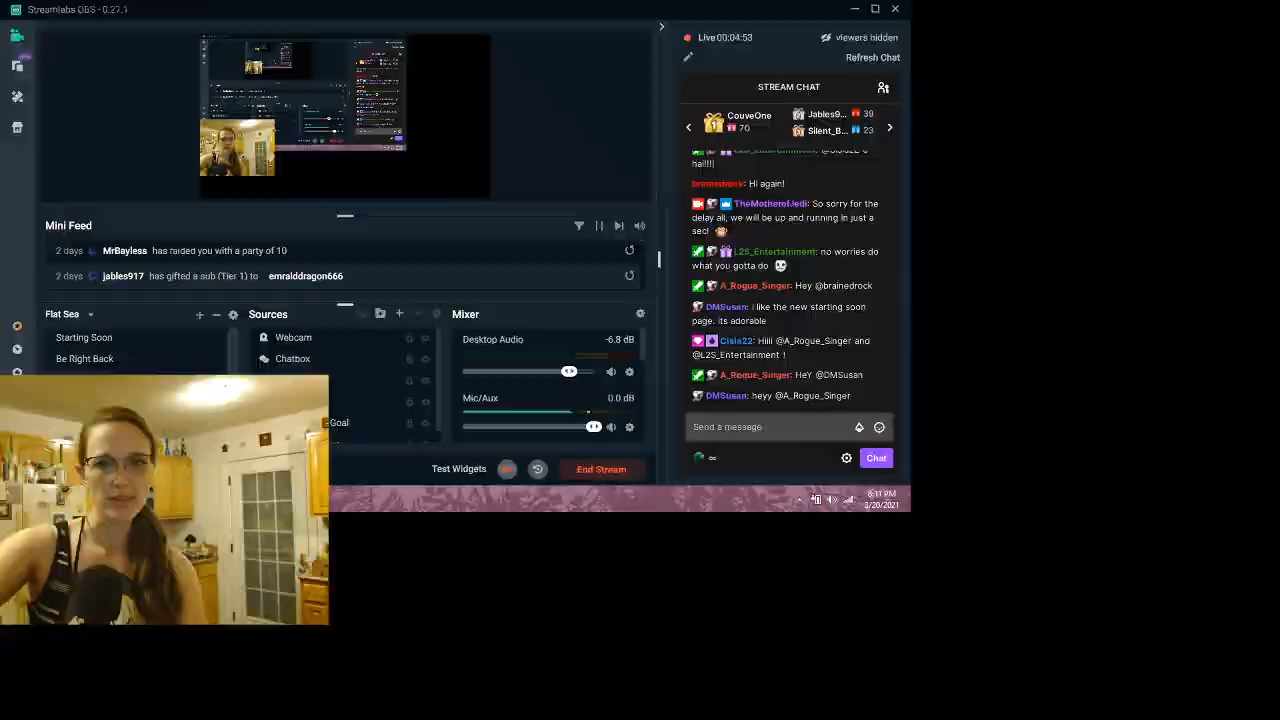 Streamlabs OBS - 0.27.1
Live 00:04:53
viewers hidden
Refresh Chat
STREAM CHAT
CouveOne
70
Jables9... 39
Silent_B... 23
hai!!!!
brainedrock: Hi again!
TheMotherofJedi: So sorry for the
delay all, we will be up and running in just a
sec!
L2S_Entertainment: no worries do
what you gotta do
A_Rogue_Singer: Hey @brainedrock
DMSusan: i like the new starting soon
page. its adorable
Cisia22: Hiiii @A_Rogue_Singer and
@L2S_Entertainment !
A_Rogue_Singer: HeY @DMSusan
DMSusan: heyy @A_Rogue_Singer
Send a message
Chat
Mini Feed
2 days MrBayless has raided you with a party of 10
2 days jables917 has gifted a sub (Tier 1) to emralddragon666
Flat Sea
Starting Soon
Be Right Back
Sources
Webcam
Chatbox
Goal
Mixer
Desktop Audio -6.8 dB
Mic/Aux 0.0 dB
Test Widgets
End Stream
8:11 PM
3/20/2021